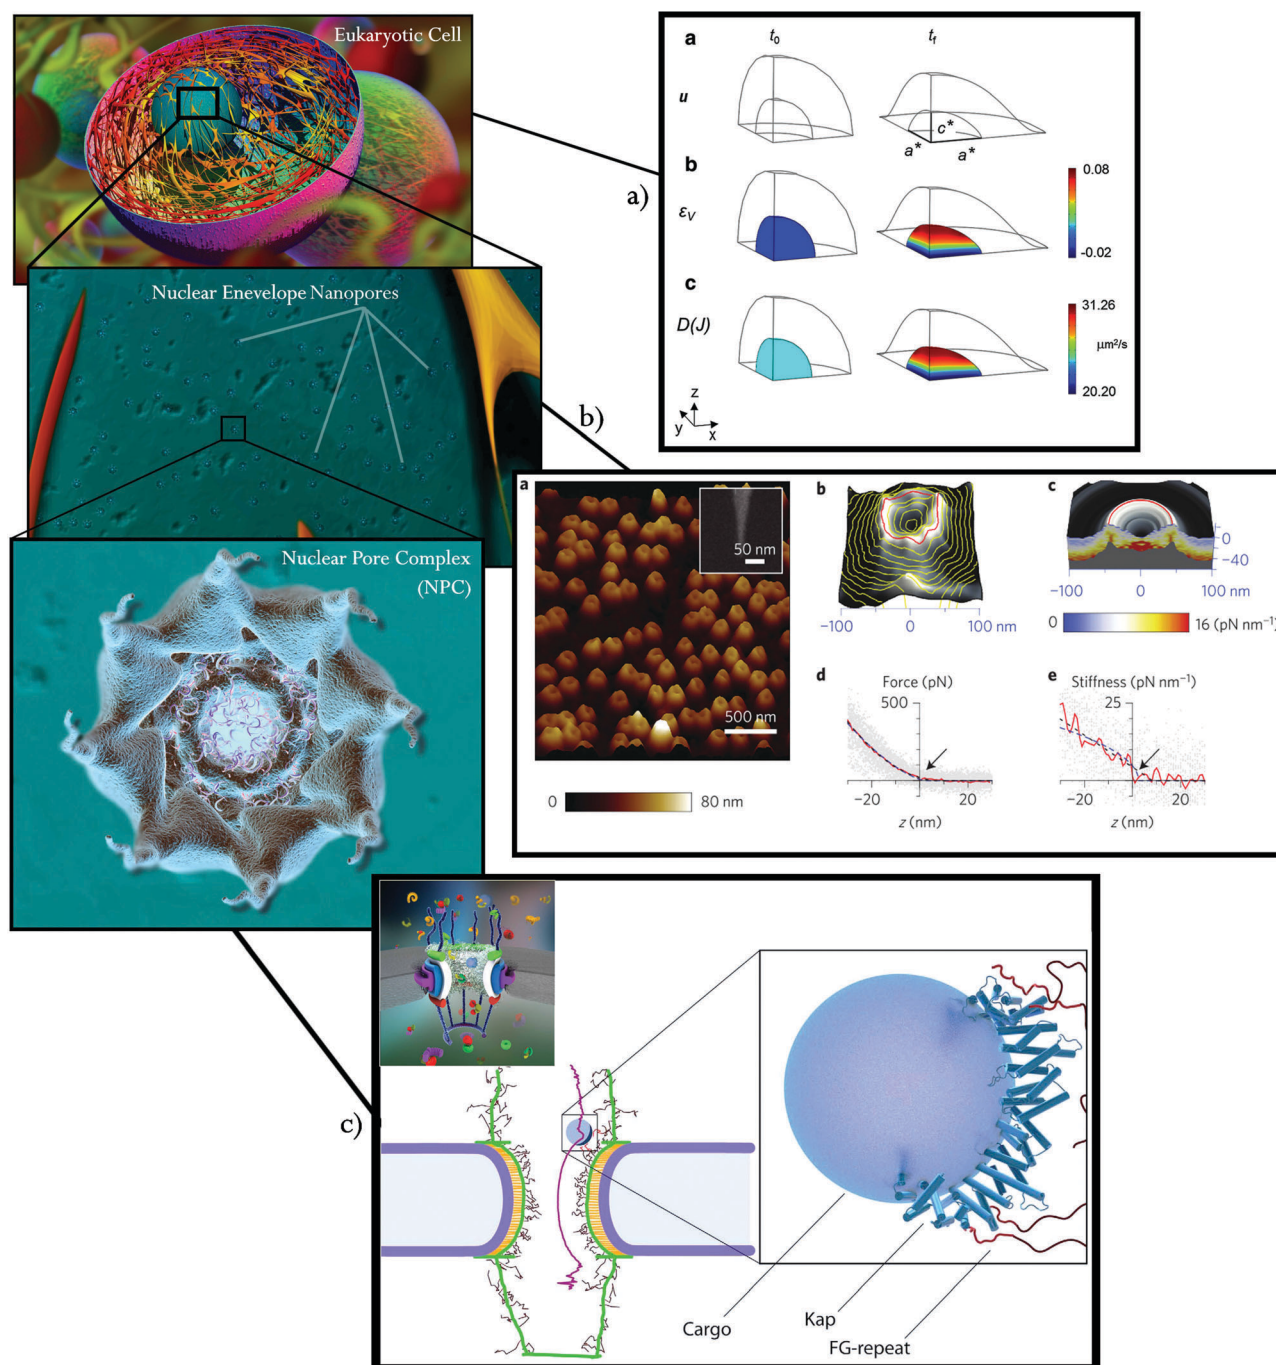 Eukaryotic Cell
Nuclear Enevelope Nanopores
Nuclear Pore Complex
(NPC)
a)
a
t₀
t_f
u
c*
a*
a*
b
ε_V
0.08
-0.02
c
D(J)
31.26
μm²/s
20.20
z
y
x
b)
a
50 nm
500 nm
0
80 nm
b
−100
0
100 nm
c
0
−40
−100
0
100 nm
0
16 (pN nm⁻¹)
d
Force (pN)
500
−20
0
20
z (nm)
e
Stiffness (pN nm⁻¹)
25
−20
0
20
z (nm)
c)
Cargo
Kap
FG-repeat